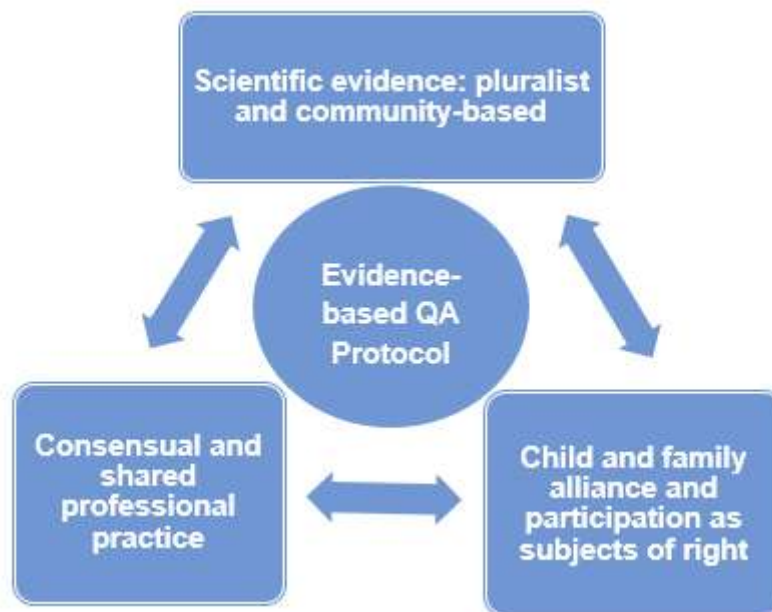 Scientific evidence: pluralist
and community-based
Evidence-
based QA
Protocol
Consensual and
shared
professional
practice
Child and family
alliance and
participation as
subjects of right